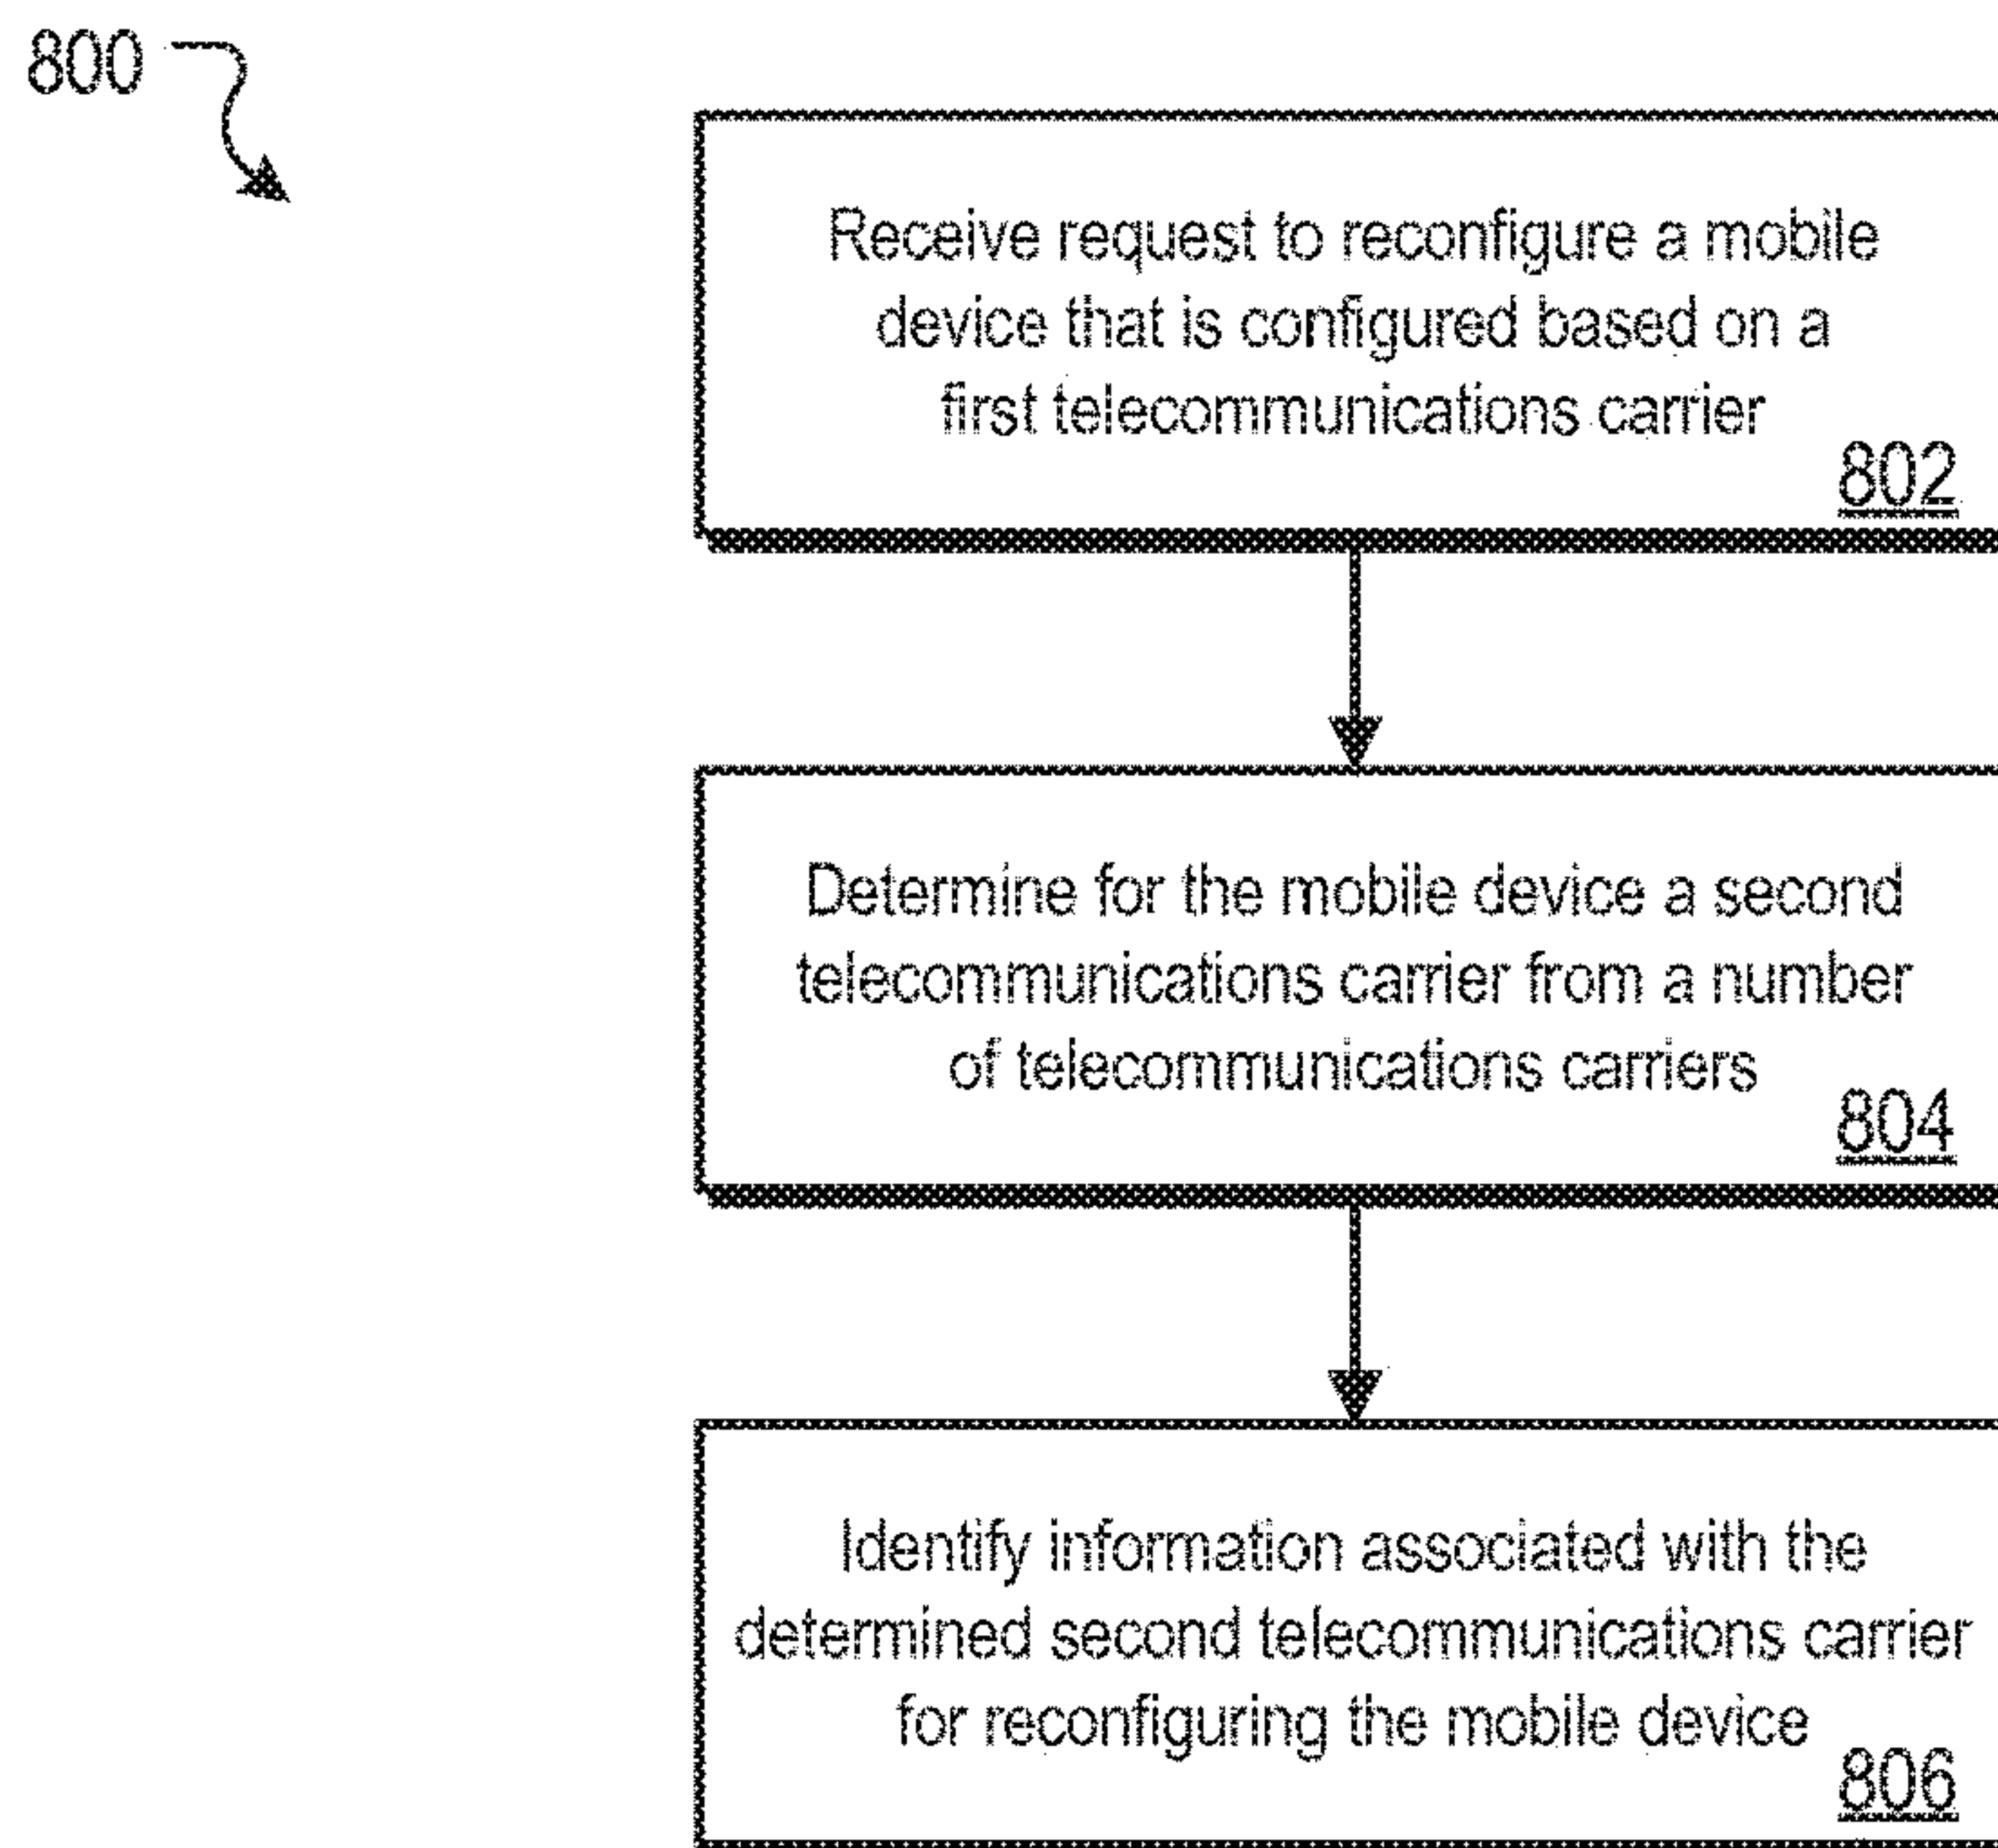 800
Receive request to reconfigure a mobile
device that is configured based on a
first telecommunications carrier
802
Determine for the mobile device a second
telecommunications carrier from a number
of telecommunications carriers
804
Identify information associated with the
determined second telecommunications carrier
for reconfiguring the mobile device
806